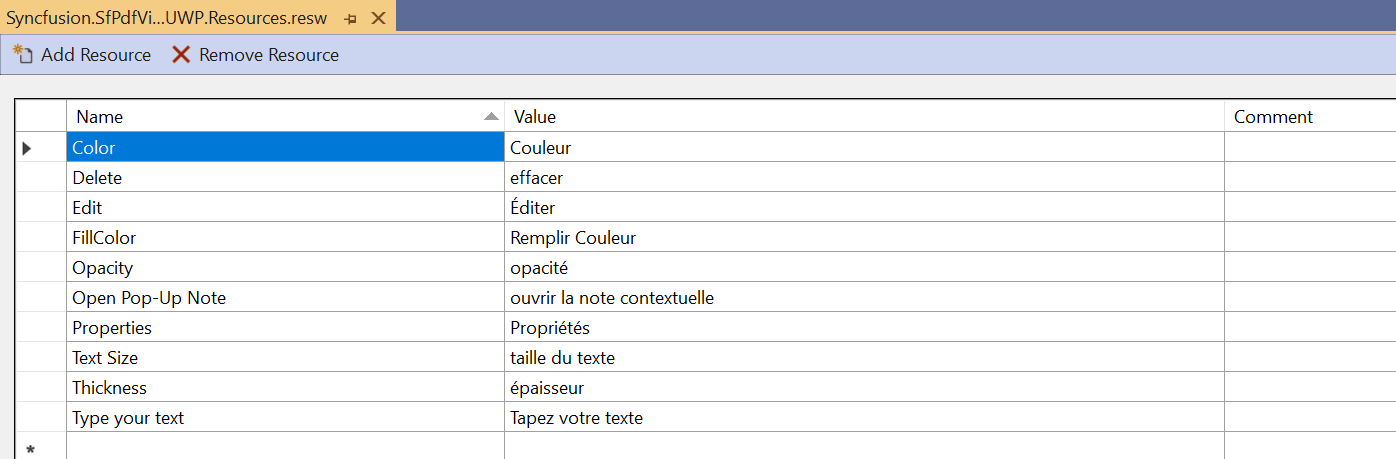 Syncfusion.SfPdfVi...UWP.Resources.resw
Add Resource Remove Resource
Name Value Comment
Color Couleur
Delete effacer
Edit Éditer
FillColor Remplir Couleur
Opacity opacité
Open Pop-Up Note ouvrir la note contextuelle
Properties Propriétés
Text Size taille du texte
Thickness épaisseur
Type your text Tapez votre texte
*